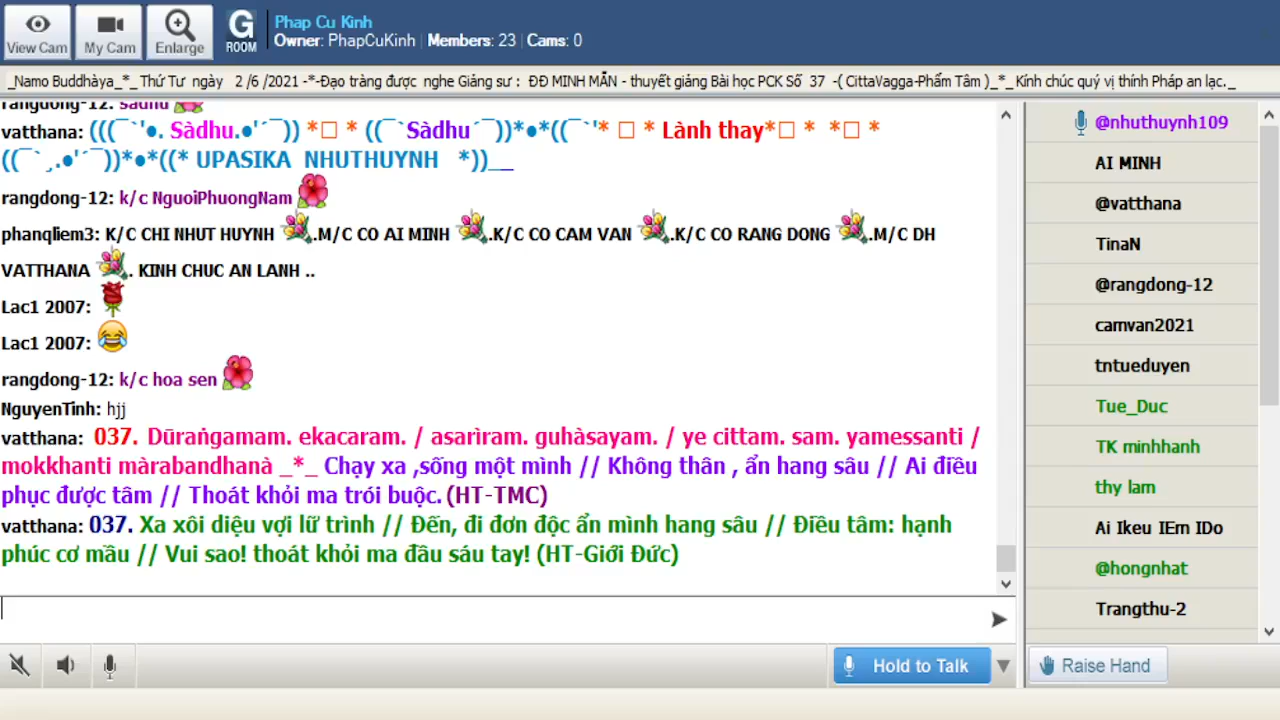 View Cam
My Cam
Enlarge
G
ROOM
Phap Cu Kinh
Owner: PhapCuKinh | Members: 23 | Cams: 0
_Namo Buddhàya_*_ Thứ Tư ngày 2 /6 /2021 -*-Đạo tràng được nghe Giảng sư : ĐĐ MINH MẪN - thuyết giảng Bài học PCK Số 37 -( CittaVagga-Phẩm Tâm )_*_Kính chúc quý vị thính Pháp an lạc._
rangdong-12: sadhu
vatthana: (((¯`'●. Sàdhu.●'´¯)) *□ * ((¯`Sàdhu´¯))*●*((¯`'* □ * Lành thay*□ * *□ *
((¯`¸.●'´¯))*●*((* UPASIKA NHUTHUYNH *))__
rangdong-12: k/c NguoiPhuongNam
phanqliem3: K/C CHI NHUT HUYNH .M/C CO AI MINH .K/C CO CAM VAN .K/C CO RANG DONG .M/C DH
VATTHANA . KINH CHUC AN LANH ..
Lac1 2007:
Lac1 2007:
rangdong-12: k/c hoa sen
NguyenTinh: hjj
vatthana: 037. Dūraṅgamam. ekacaram. / asarìram. guhàsayam. / ye cittam. sam. yamessanti /
mokkhanti màrabandhanà _*_ Chạy xa ,sống một mình // Không thân , ẩn hang sâu // Ai điều
phục được tâm // Thoát khỏi ma trói buộc. (HT-TMC)
vatthana: 037. Xa xôi diệu vợi lữ trình // Đến, đi đơn độc ẩn mình hang sâu // Điều tâm: hạnh
phúc cơ mầu // Vui sao! thoát khỏi ma đầu sáu tay! (HT-Giới Đức)
@nhuthuynh109
AI MINH
@vatthana
TinaN
@rangdong-12
camvan2021
tntueduyen
Tue_Duc
TK minhhanh
thy lam
Ai Ikeu IEm IDo
@hongnhat
Trangthu-2
Hold to Talk
Raise Hand